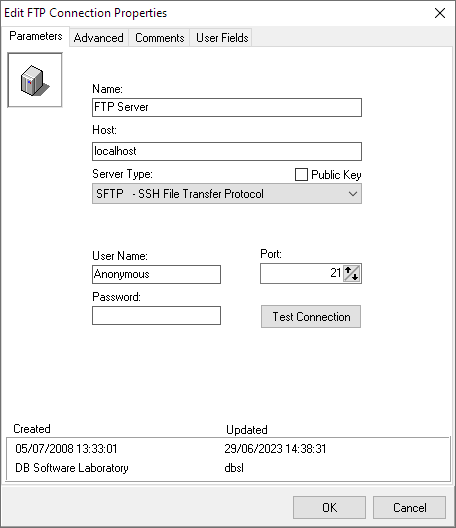 Edit FTP Connection Properties
Parameters Advanced Comments User Fields
Name:
FTP Server
Host:
localhost
Server Type: Public Key
SFTP - SSH File Transfer Protocol
User Name: Port:
Anonymous 21
Password:
Test Connection
Created Updated
05/07/2008 13:33:01 29/06/2023 14:38:31
DB Software Laboratory dbsl
OK Cancel